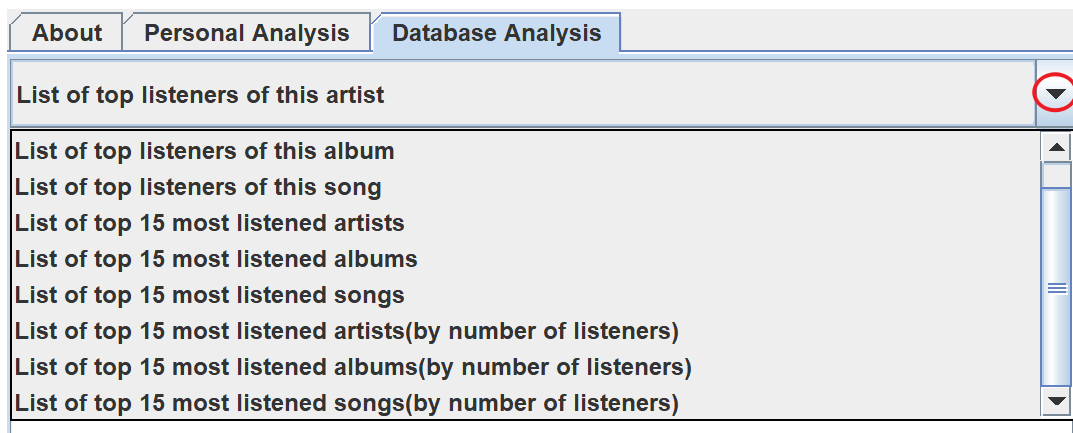 About Personal Analysis Database Analysis
List of top listeners of this artist
List of top listeners of this album
List of top listeners of this song
List of top 15 most listened artists
List of top 15 most listened albums
List of top 15 most listened songs
List of top 15 most listened artists(by number of listeners)
List of top 15 most listened albums(by number of listeners)
List of top 15 most listened songs(by number of listeners)